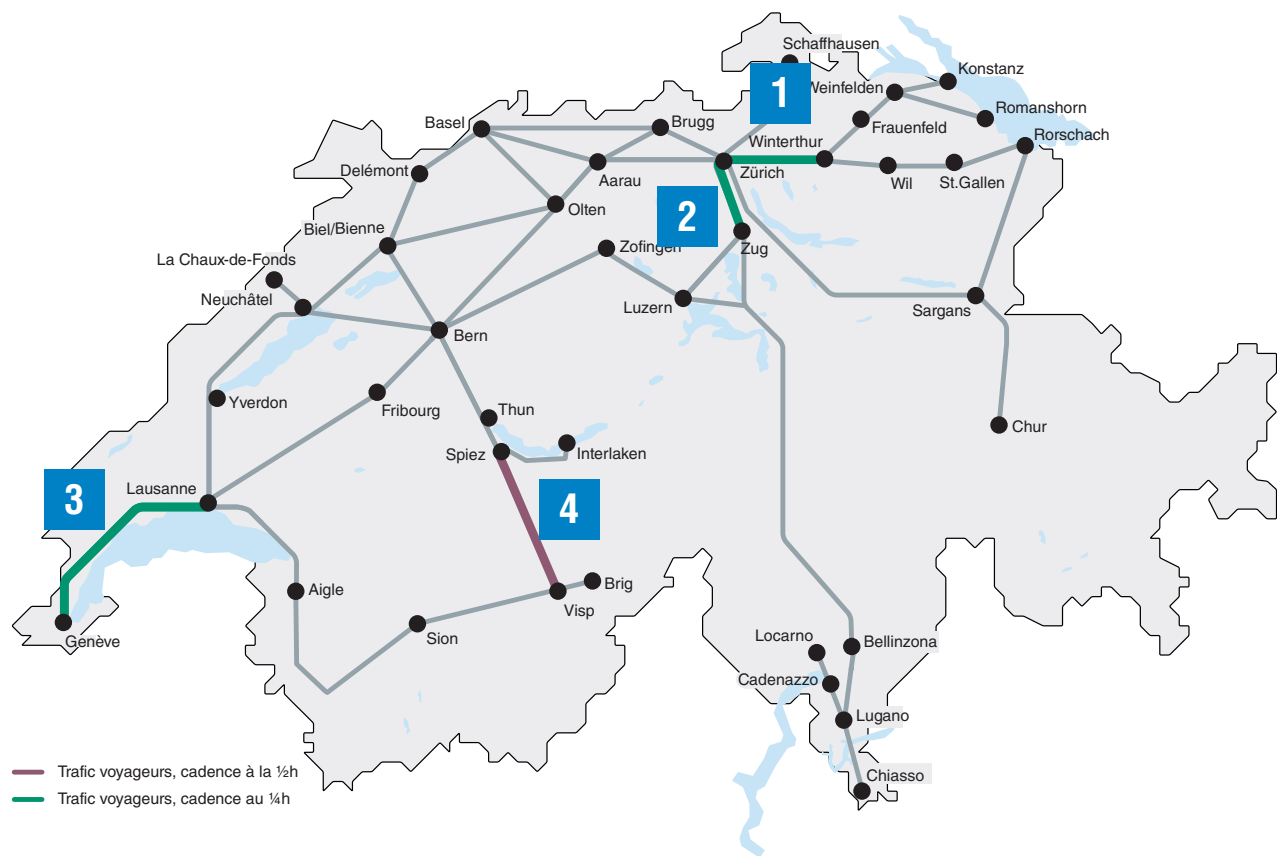 Schaffhausen
Konstanz
1
Weinfelden
Romanshorn
Basel
Brugg
Frauenfeld
Rorschach
Winterthur
Delémont
Aarau
Zürich
Wil
St.Gallen
2
Olten
Biel/Bienne
Zofingen
Zug
La Chaux-de-Fonds
Neuchâtel
Luzern
Sargans
Bern
Yverdon
Fribourg
Thun
Chur
Spiez
Interlaken
3
Lausanne
4
Aigle
Brig
Visp
Genève
Sion
Locarno
Bellinzona
Cadenazzo
Lugano
Trafic voyageurs, cadence à la ½h
Chiasso
Trafic voyageurs, cadence au ¼h